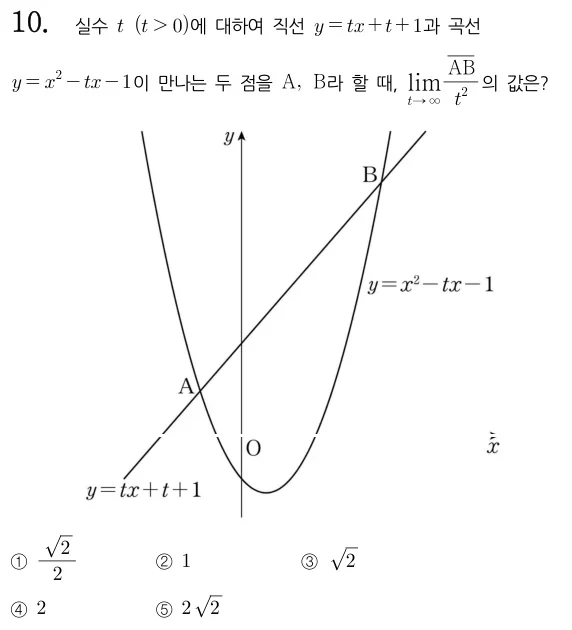 10. 실수 t (t > 0)에 대하여 직선 y = tx + t + 1과 곡선
y = x² − tx − 1이 만나는 두 점을 A, B라 할 때, lim_{t→∞} \overline{AB}/t² 의 값은?
y
B
y = x² − tx − 1
A
O
x
y = tx + t + 1
① √2/2 ② 1 ③ √2
④ 2 ⑤ 2√2